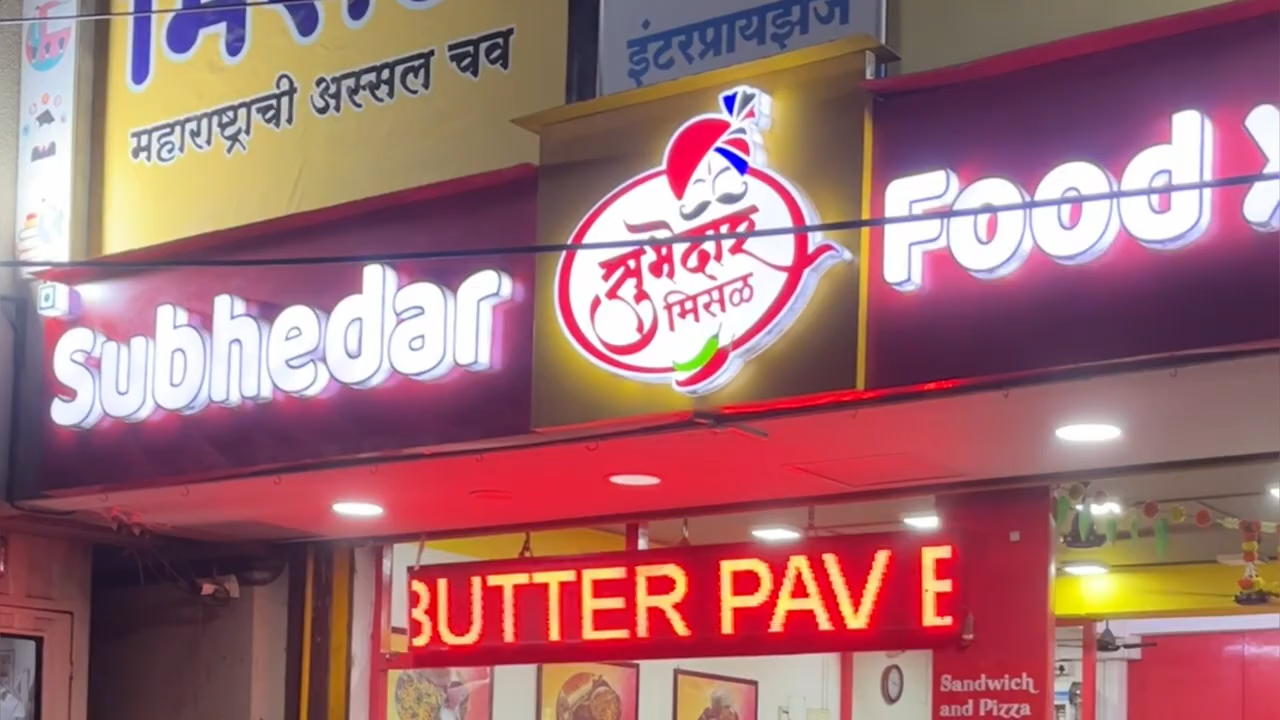 महाराष्ट्राची अस्सल चव
इंटरप्रायझेज
Subhedar
सुभेदार
मिसळ
Food
BUTTER PAV
Sandwich
and Pizza